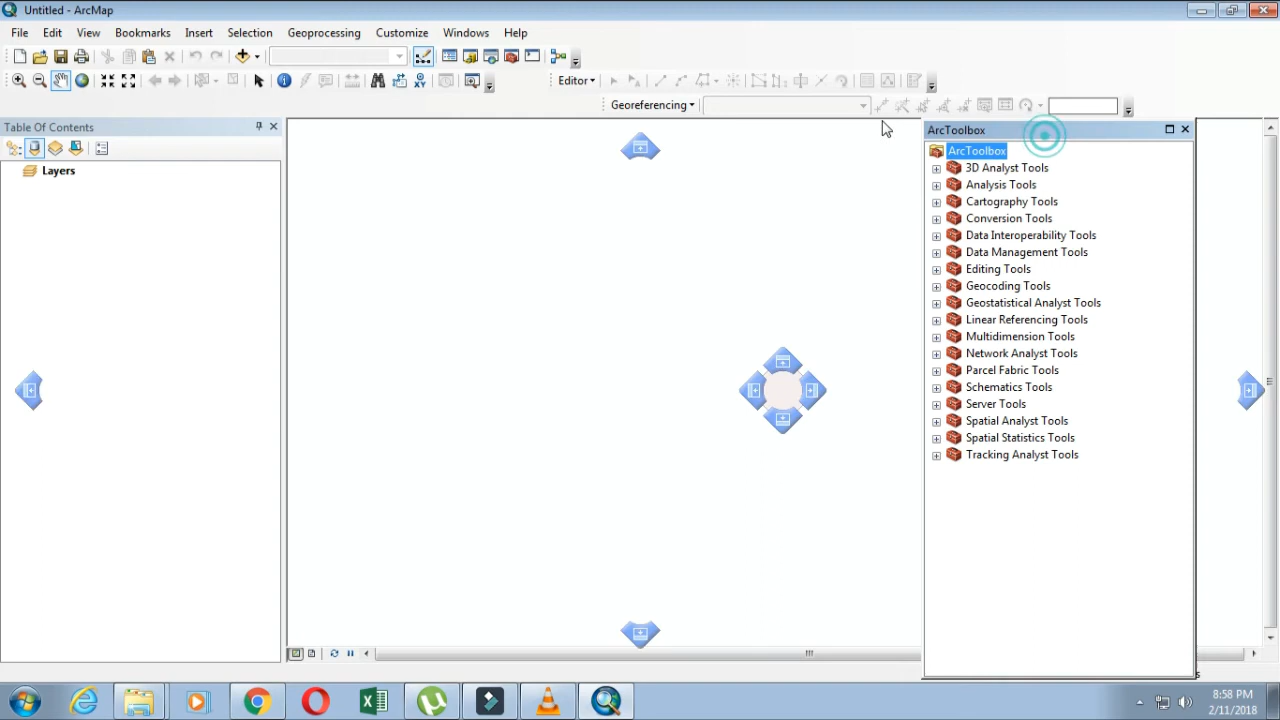 Untitled - ArcMap
File Edit View Bookmarks Insert Selection Geoprocessing Customize Windows Help
Editor
Georeferencing
Table Of Contents
Layers
ArcToolbox
ArcToolbox
3D Analyst Tools
Analysis Tools
Cartography Tools
Conversion Tools
Data Interoperability Tools
Data Management Tools
Editing Tools
Geocoding Tools
Geostatistical Analyst Tools
Linear Referencing Tools
Multidimension Tools
Network Analyst Tools
Parcel Fabric Tools
Schematics Tools
Server Tools
Spatial Analyst Tools
Spatial Statistics Tools
Tracking Analyst Tools
8:58 PM
2/11/2018